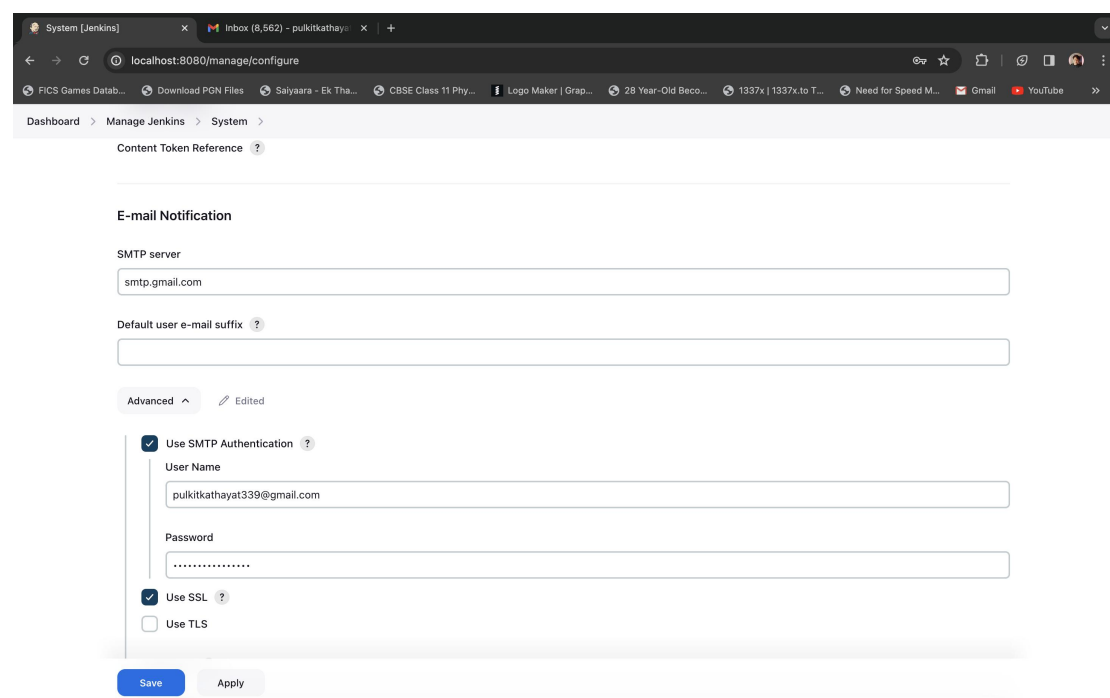 System [Jenkins]
Inbox (8,562) - pulkitkathaya
localhost:8080/manage/configure
FICS Games Datab...
Download PGN Files
Saiyaara - Ek Tha...
CBSE Class 11 Phy...
Logo Maker | Grap...
28 Year-Old Beco...
1337x | 1337x.to T...
Need for Speed M...
Gmail
YouTube
Dashboard > Manage Jenkins > System >
Content Token Reference ?
E-mail Notification
SMTP server
smtp.gmail.com
Default user e-mail suffix ?
Advanced
Edited
Use SMTP Authentication ?
User Name
pulkitkathayat339@gmail.com
Password
................
Use SSL ?
Use TLS
Save
Apply